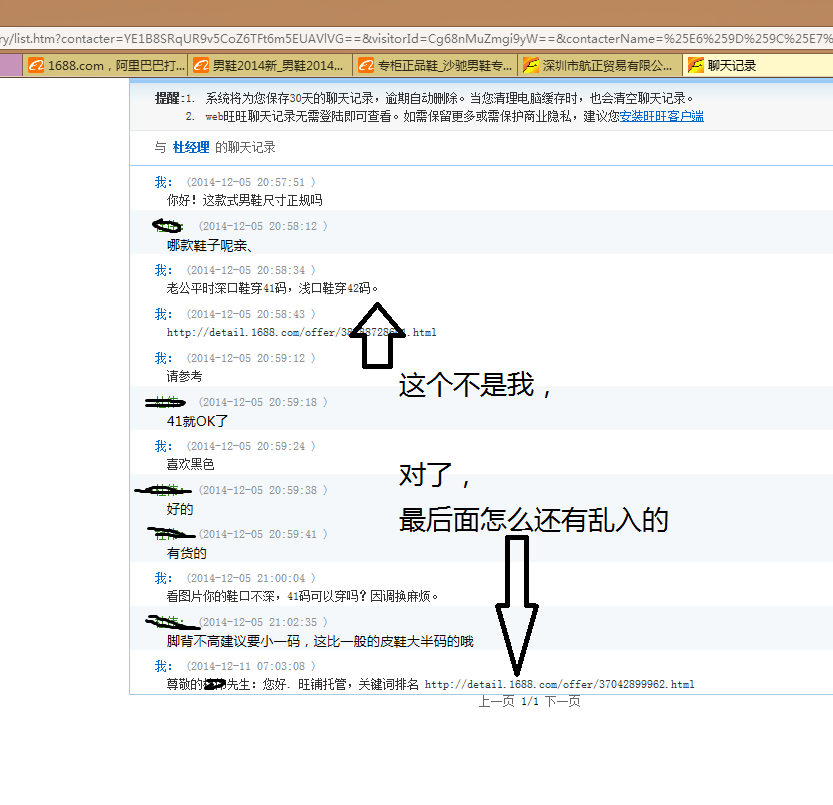 ry/list.htm?contacter=YE1B8SRqUR9v5CoZ6TFt6m5EUAVlVG==&visitorId=Cg68nMuZmgi9yW==&contacterName=%25E6%259D%259C%25E7%
1688.com，阿里巴巴打... 男鞋2014新_男鞋2014... 专柜正品鞋_沙驰男鞋专... 深圳市航正贸易有限公... 聊天记录
提醒:1. 系统将为您保存30天的聊天记录，逾期自动删除。当您清理电脑缓存时，也会清空聊天记录。
2. web旺旺聊天记录无需登陆即可查看。如需保留更多或需保护商业隐私，建议您安装旺旺客户端
与 杜经理 的聊天记录
我： (2014-12-05 20:57:51 )
你好！这款式男鞋尺寸正规吗
(2014-12-05 20:58:12 )
哪款鞋子呢亲、
我： (2014-12-05 20:58:34 )
老公平时深口鞋穿41码，浅口鞋穿42码。
我： (2014-12-05 20:58:43 )
http://detail.1688.com/offer/38 .html
我： (2014-12-05 20:59:12 )
请参考
这个不是我，
(2014-12-05 20:59:18 )
41就OK了
我： (2014-12-05 20:59:24 )
喜欢黑色
对了，
(2014-12-05 20:59:38 )
好的
最后面怎么还有乱入的
(2014-12-05 20:59:41 )
有货的
我： (2014-12-05 21:00:04 )
看图片你的鞋口不深，41码可以穿吗？因调换麻烦。
(2014-12-05 21:02:35 )
脚背不高建议要小一码，这比一般的皮鞋大半码的哦
我： (2014-12-11 07:03:08 )
尊敬的 先生：您好．旺铺托管，关键词排名 http://detail.1688.com/offer/37042899962.html
上一页 1/1 下一页